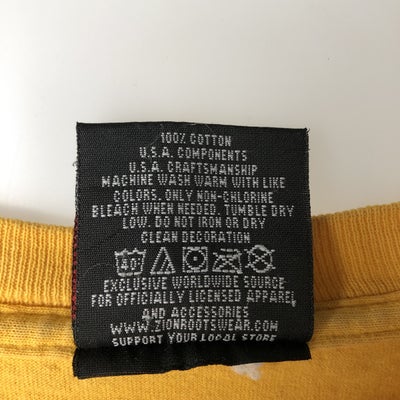 100% COTTON
U.S.A. COMPONENTS
U.S.A. CRAFTSMANSHIP
MACHINE WASH WARM WITH LIKE
COLORS. ONLY NON-CHLORINE
BLEACH WHEN NEEDED. TUMBLE DRY
LOW. DO NOT IRON OR DRY
CLEAN DECORATION
40°
EXCLUSIVE WORLDWIDE SOURCE
FOR OFFICIALLY LICENSED APPAREL
AND ACCESSORIES
WWW.ZIONROOTSWEAR.COM
SUPPORT YOUR LOCAL STORE